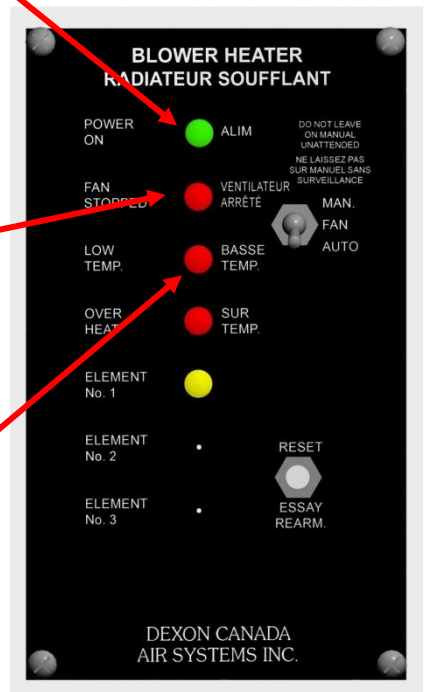 BLOWER HEATER
RADIATEUR SOUFFLANT
POWER
ON
ALIM
DO NOT LEAVE
ON MANUAL
UNATTENDED
NE LAISSEZ PAS
SUR MANUEL SANS
SURVEILLANCE
FAN
STOPPED
VENTILATEUR
ARRÊTÉ
MAN.
FAN
AUTO
LOW
TEMP.
BASSE
TEMP.
OVER
HEAT
SUR
TEMP.
ELEMENT
No. 1
ELEMENT
No. 2
RESET
ELEMENT
No. 3
ESSAY
REARM.
DEXON CANADA
AIR SYSTEMS INC.